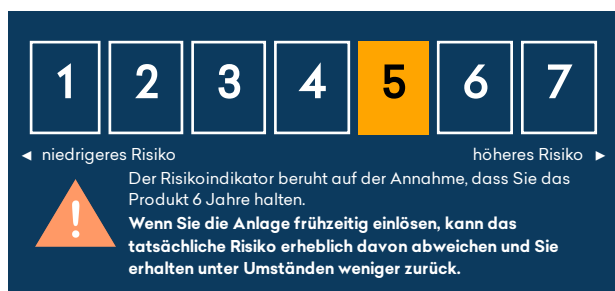 1 2 3 4 5 6 7
◄ niedrigeres Risiko höheres Risiko ►
Der Risikoindikator beruht auf der Annahme, dass Sie das
Produkt 6 Jahre halten.
Wenn Sie die Anlage frühzeitig einlösen, kann das
tatsächliche Risiko erheblich davon abweichen und Sie
erhalten unter Umständen weniger zurück.